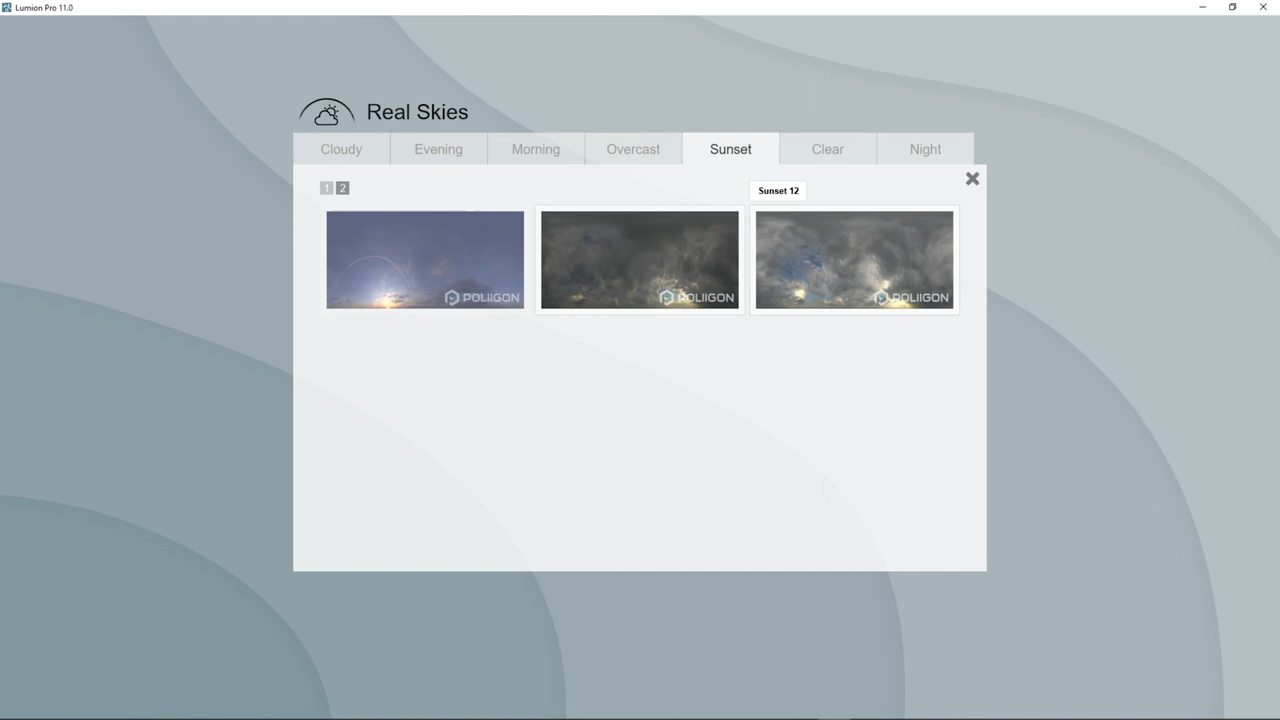 Lumion Pro 11.0
Real Skies
Cloudy Evening Morning Overcast Sunset Clear Night
1 2
Sunset 12
POLIIGON POLIIGON POLIIGON